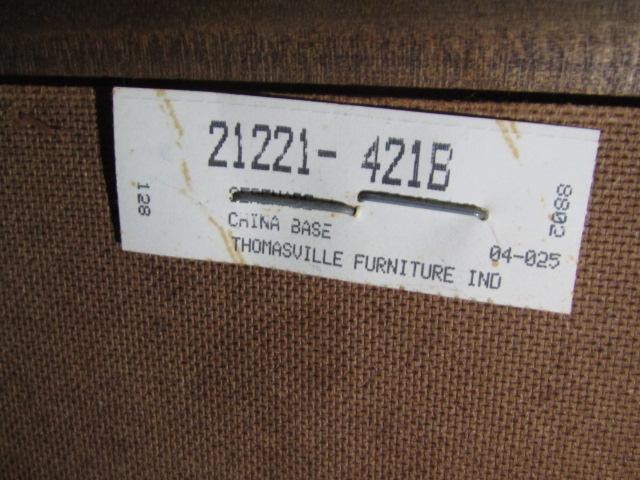 21221- 421B
CHINA BASE
04-025
THOMASVILLE FURNITURE IND
128
8802